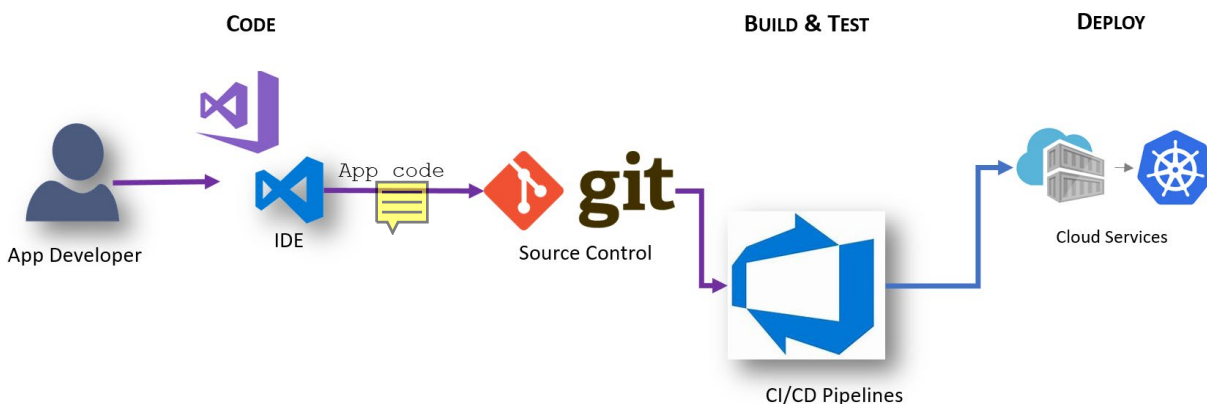 CODE
BUILD & TEST
DEPLOY
App code
git
App Developer
IDE
Source Control
Cloud Services
CI/CD Pipelines